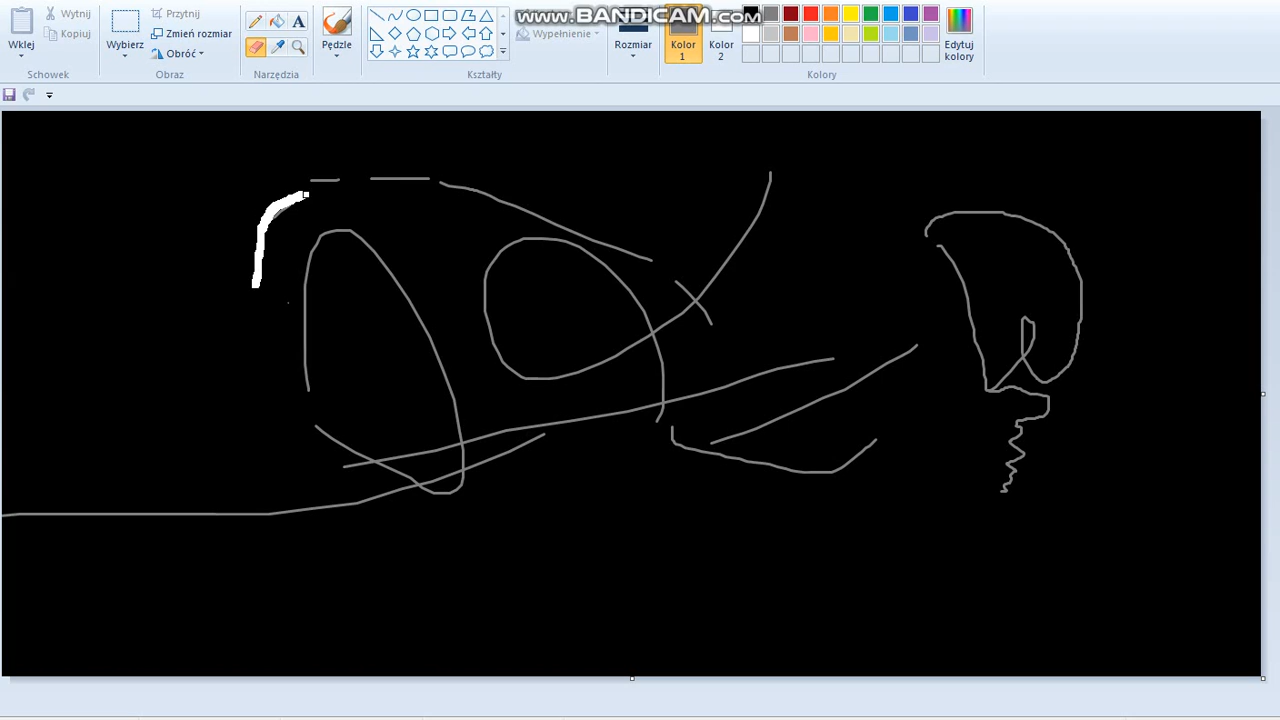 www.BANDICAM.com
Wklej
Wytnij
Kopiuj
Wybierz
Przytnij
Zmień rozmiar
Obróć
A
Pędzle
Wypełnienie
Rozmiar
Kolor
1
Kolor
2
Edytuj
kolory
Schowek
Obraz
Narzędzia
Kształty
Kolory